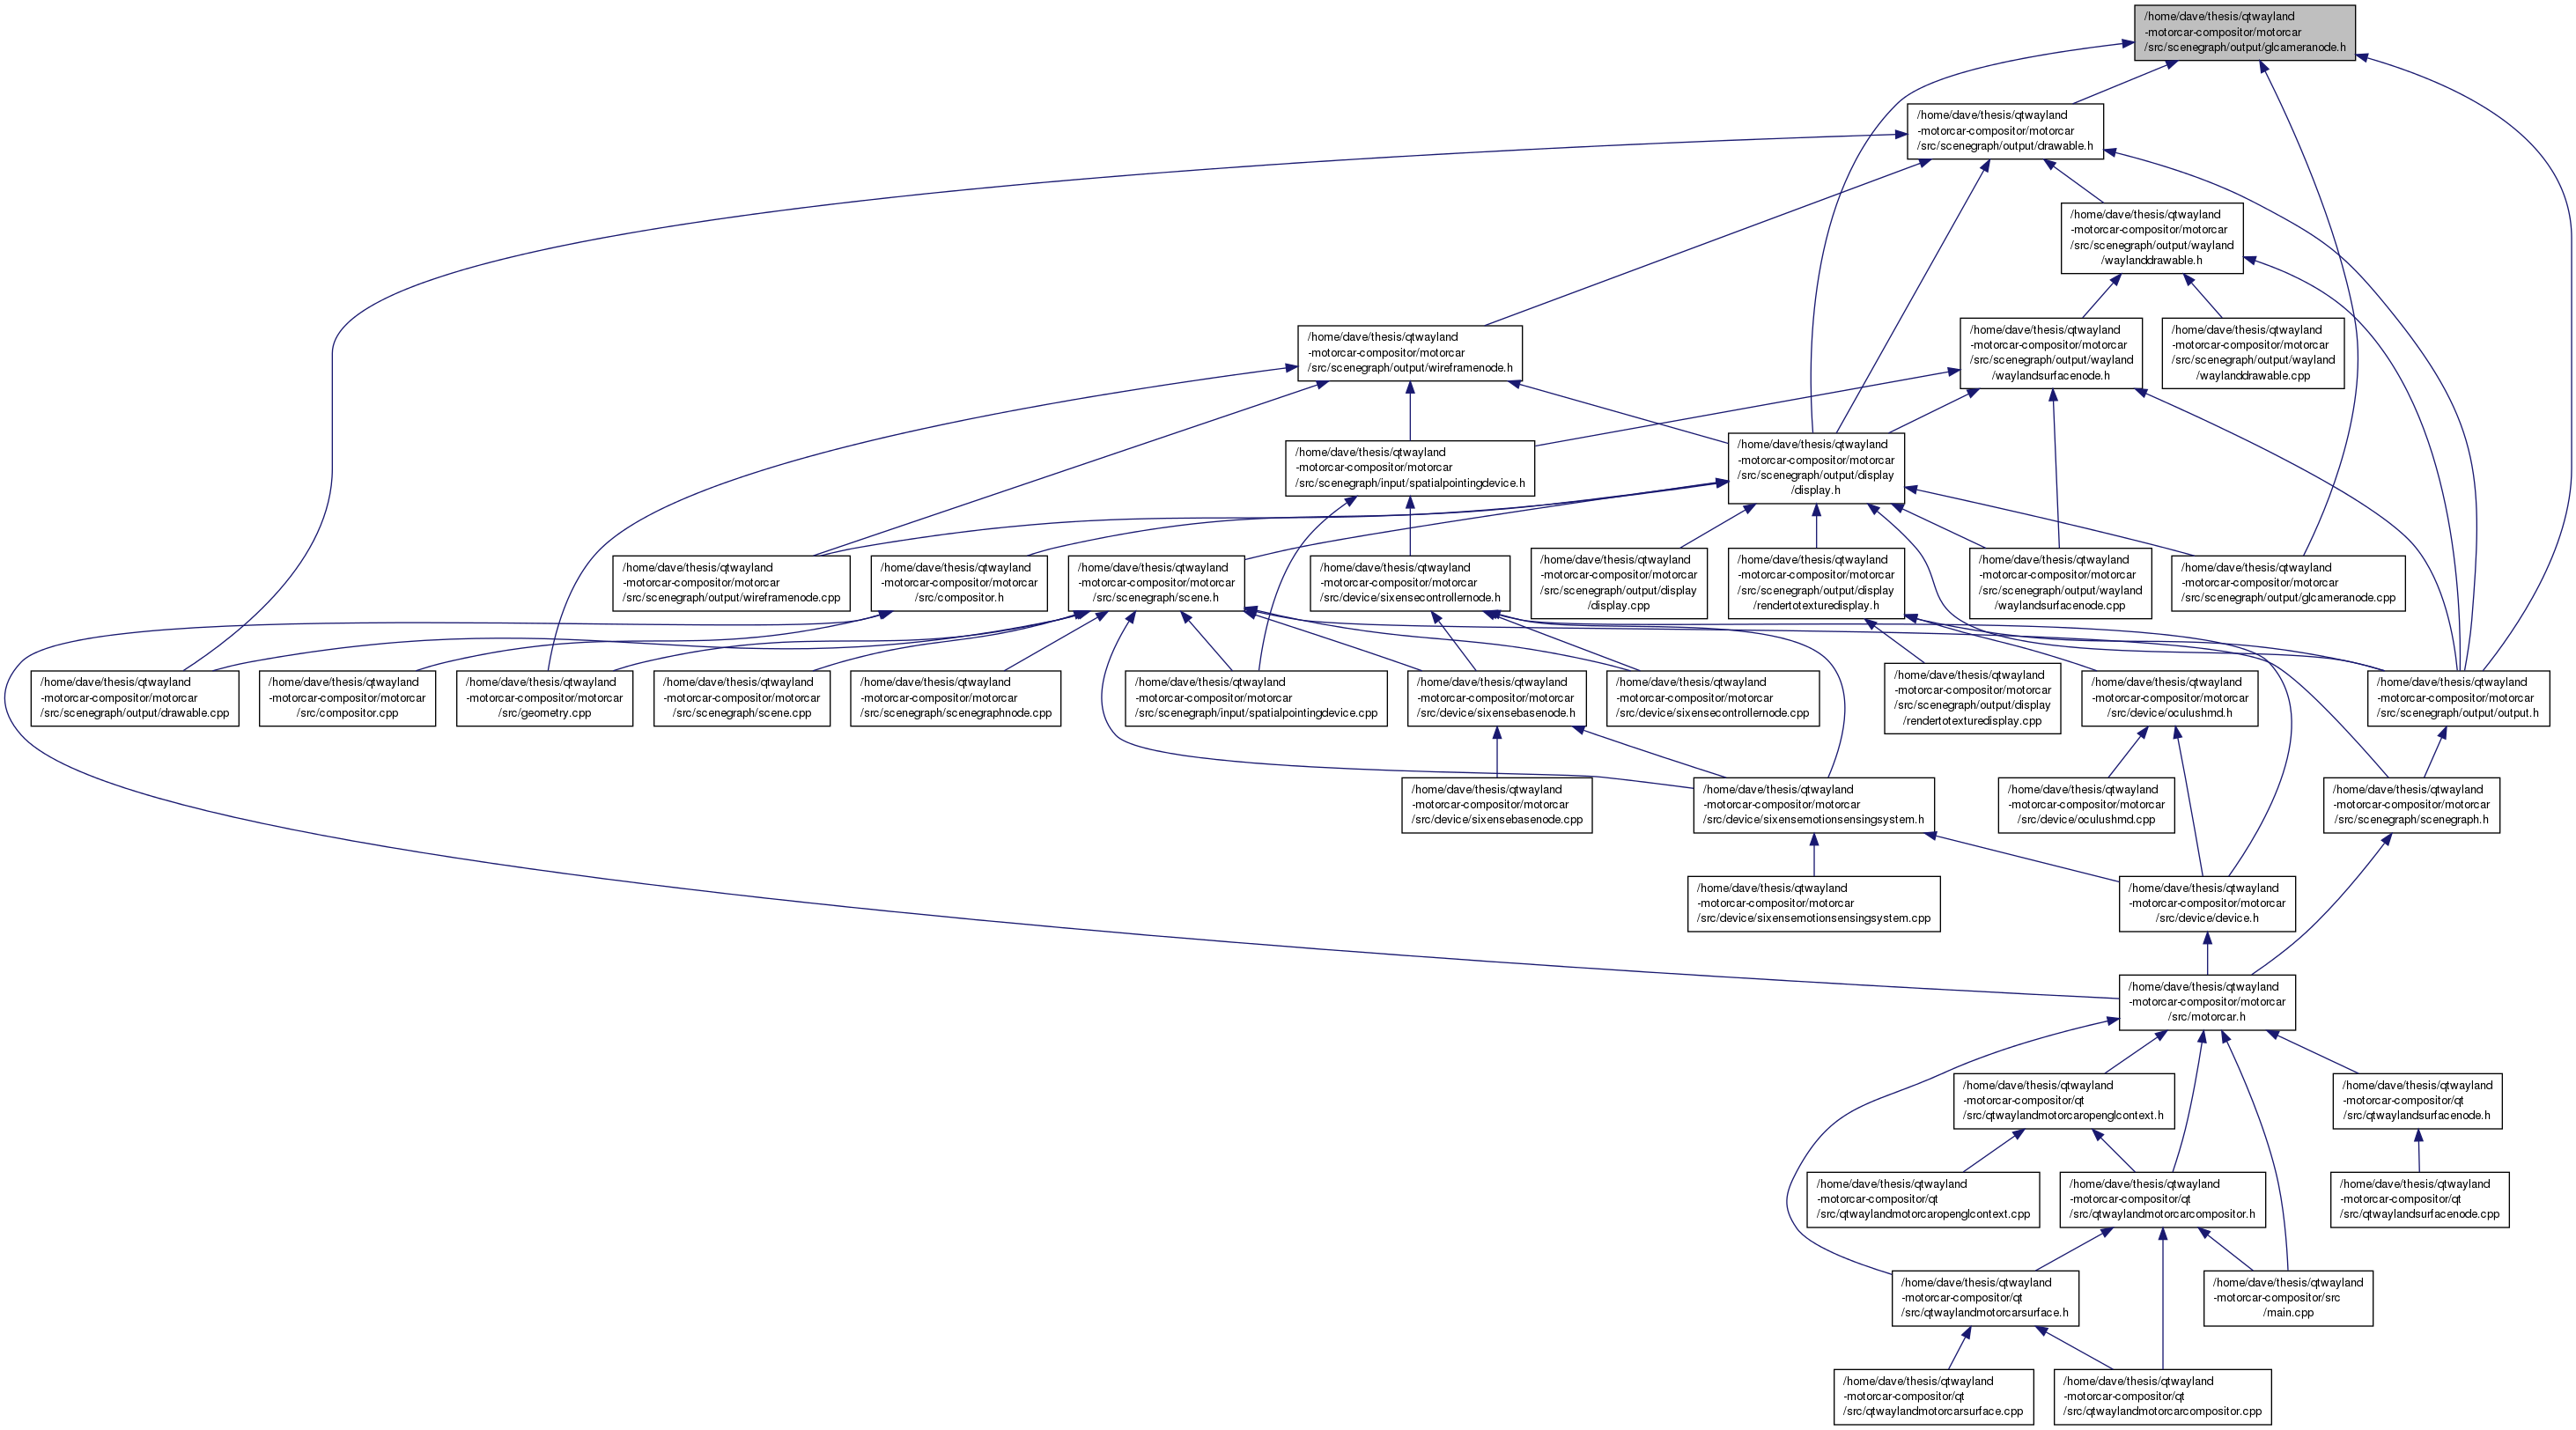 /home/dave/thesis/qtwayland
-motorcar-compositor/motorcar
/src/scenegraph/output/glcameranode.h
/home/dave/thesis/qtwayland
-motorcar-compositor/motorcar
/src/scenegraph/output/drawable.h
/home/dave/thesis/qtwayland
-motorcar-compositor/motorcar
/src/scenegraph/output/wayland
/waylanddrawable.h
/home/dave/thesis/qtwayland
-motorcar-compositor/motorcar
/src/scenegraph/output/wireframenode.h
/home/dave/thesis/qtwayland
-motorcar-compositor/motorcar
/src/scenegraph/output/wayland
/waylandsurfacenode.h
/home/dave/thesis/qtwayland
-motorcar-compositor/motorcar
/src/scenegraph/output/wayland
/waylanddrawable.cpp
/home/dave/thesis/qtwayland
-motorcar-compositor/motorcar
/src/scenegraph/input/spatialpointingdevice.h
/home/dave/thesis/qtwayland
-motorcar-compositor/motorcar
/src/scenegraph/output/display
/display.h
/home/dave/thesis/qtwayland
-motorcar-compositor/motorcar
/src/scenegraph/output/wireframenode.cpp
/home/dave/thesis/qtwayland
-motorcar-compositor/motorcar
/src/compositor.h
/home/dave/thesis/qtwayland
-motorcar-compositor/motorcar
/src/scenegraph/scene.h
/home/dave/thesis/qtwayland
-motorcar-compositor/motorcar
/src/device/sixensecontrollernode.h
/home/dave/thesis/qtwayland
-motorcar-compositor/motorcar
/src/scenegraph/output/display
/display.cpp
/home/dave/thesis/qtwayland
-motorcar-compositor/motorcar
/src/scenegraph/output/display
/rendertotexturedisplay.h
/home/dave/thesis/qtwayland
-motorcar-compositor/motorcar
/src/scenegraph/output/wayland
/waylandsurfacenode.cpp
/home/dave/thesis/qtwayland
-motorcar-compositor/motorcar
/src/scenegraph/output/glcameranode.cpp
/home/dave/thesis/qtwayland
-motorcar-compositor/motorcar
/src/scenegraph/output/drawable.cpp
/home/dave/thesis/qtwayland
-motorcar-compositor/motorcar
/src/compositor.cpp
/home/dave/thesis/qtwayland
-motorcar-compositor/motorcar
/src/geometry.cpp
/home/dave/thesis/qtwayland
-motorcar-compositor/motorcar
/src/scenegraph/scene.cpp
/home/dave/thesis/qtwayland
-motorcar-compositor/motorcar
/src/scenegraph/scenegraphnode.cpp
/home/dave/thesis/qtwayland
-motorcar-compositor/motorcar
/src/scenegraph/input/spatialpointingdevice.cpp
/home/dave/thesis/qtwayland
-motorcar-compositor/motorcar
/src/device/sixensebasenode.h
/home/dave/thesis/qtwayland
-motorcar-compositor/motorcar
/src/device/sixensecontrollernode.cpp
/home/dave/thesis/qtwayland
-motorcar-compositor/motorcar
/src/scenegraph/output/display
/rendertotexturedisplay.cpp
/home/dave/thesis/qtwayland
-motorcar-compositor/motorcar
/src/device/oculushmd.h
/home/dave/thesis/qtwayland
-motorcar-compositor/motorcar
/src/scenegraph/output/output.h
/home/dave/thesis/qtwayland
-motorcar-compositor/motorcar
/src/device/sixensebasenode.cpp
/home/dave/thesis/qtwayland
-motorcar-compositor/motorcar
/src/device/sixensemotionsensingsystem.h
/home/dave/thesis/qtwayland
-motorcar-compositor/motorcar
/src/device/oculushmd.cpp
/home/dave/thesis/qtwayland
-motorcar-compositor/motorcar
/src/scenegraph/scenegraph.h
/home/dave/thesis/qtwayland
-motorcar-compositor/motorcar
/src/device/sixensemotionsensingsystem.cpp
/home/dave/thesis/qtwayland
-motorcar-compositor/motorcar
/src/device/device.h
/home/dave/thesis/qtwayland
-motorcar-compositor/motorcar
/src/motorcar.h
/home/dave/thesis/qtwayland
-motorcar-compositor/qt
/src/qtwaylandmotorcaropenglcontext.h
/home/dave/thesis/qtwayland
-motorcar-compositor/qt
/src/qtwaylandsurfacenode.h
/home/dave/thesis/qtwayland
-motorcar-compositor/qt
/src/qtwaylandmotorcaropenglcontext.cpp
/home/dave/thesis/qtwayland
-motorcar-compositor/qt
/src/qtwaylandmotorcarcompositor.h
/home/dave/thesis/qtwayland
-motorcar-compositor/qt
/src/qtwaylandsurfacenode.cpp
/home/dave/thesis/qtwayland
-motorcar-compositor/qt
/src/qtwaylandmotorcarsurface.h
/home/dave/thesis/qtwayland
-motorcar-compositor/src
/main.cpp
/home/dave/thesis/qtwayland
-motorcar-compositor/qt
/src/qtwaylandmotorcarsurface.cpp
/home/dave/thesis/qtwayland
-motorcar-compositor/qt
/src/qtwaylandmotorcarcompositor.cpp